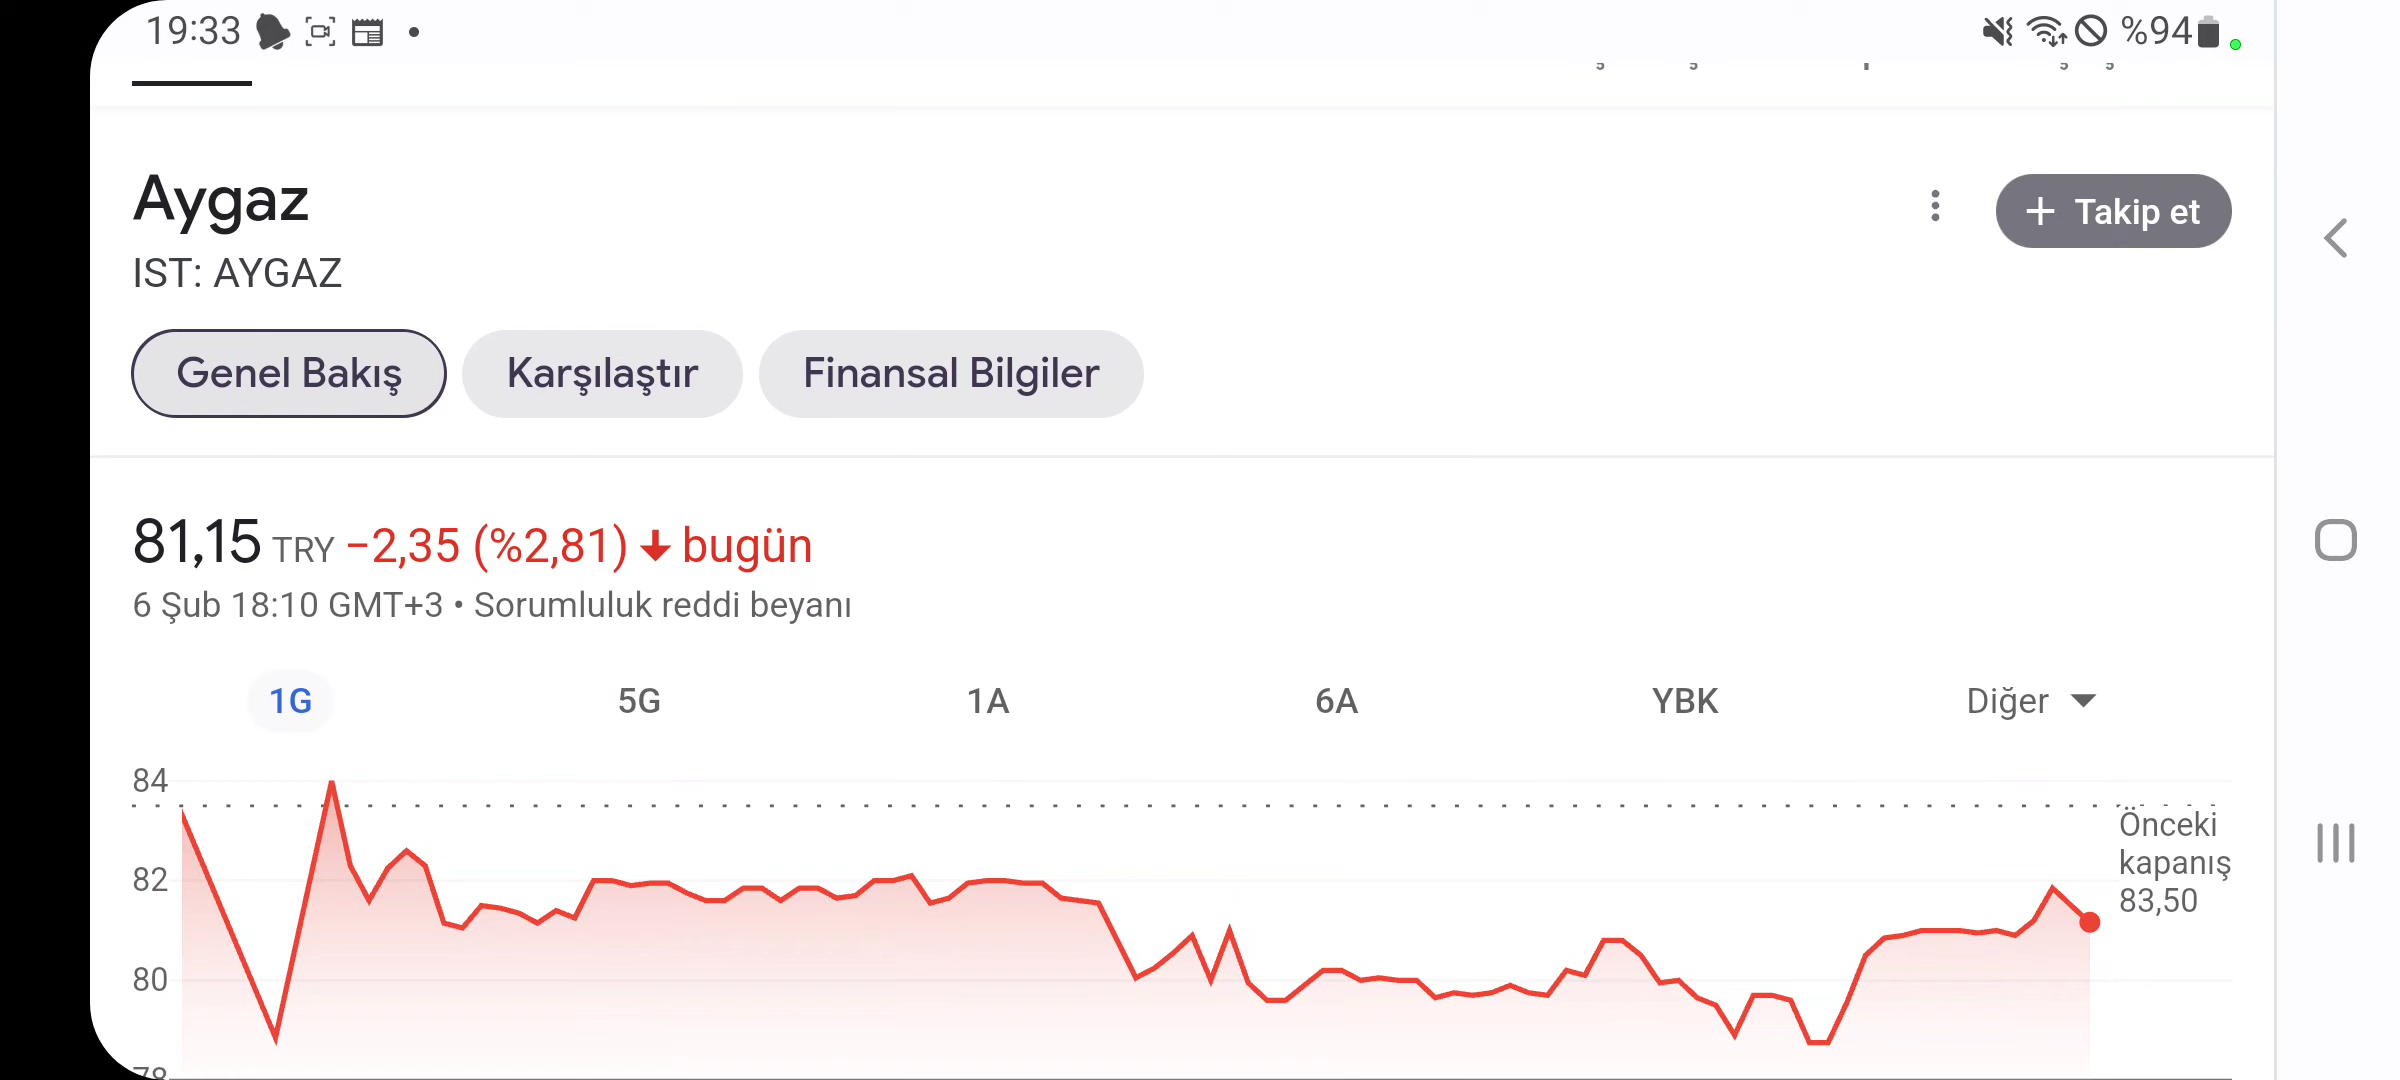 19:33 %94
Aygaz
+ Takip et
IST: AYGAZ
Genel Bakış Karşılaştır Finansal Bilgiler
81,15 TRY −2,35 (%2,81) ↓ bugün
6 Şub 18:10 GMT+3 • Sorumluluk reddi beyanı
1G 5G 1A 6A YBK Diğer
84
Önceki
kapanış
83,50
82
80
78